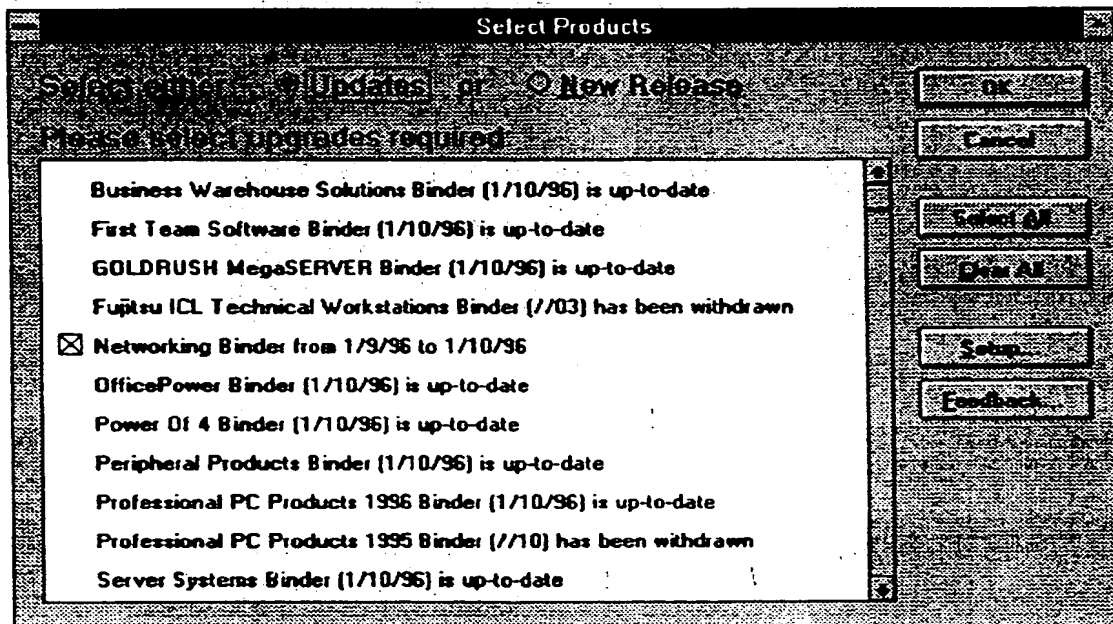 Select Products
Select either: Updates or New Release
Please select upgrades required:
Business Warehouse Solutions Binder (1/10/96) is up-to-date
First Team Software Binder (1/10/96) is up-to-date
GOLDRUSH MegaSERVER Binder (1/10/96) is up-to-date
Fujitsu ICL Technical Workstations Binder (//03) has been withdrawn
Networking Binder from 1/9/96 to 1/10/96
OfficePower Binder (1/10/96) is up-to-date
Power Of 4 Binder (1/10/96) is up-to-date
Peripheral Products Binder (1/10/96) is up-to-date
Professional PC Products 1996 Binder (1/10/96) is up-to-date
Professional PC Products 1995 Binder (//10) has been withdrawn
Server Systems Binder (1/10/96) is up-to-date
OK
Cancel
Select All
Clear All
Setup...
Feedback...